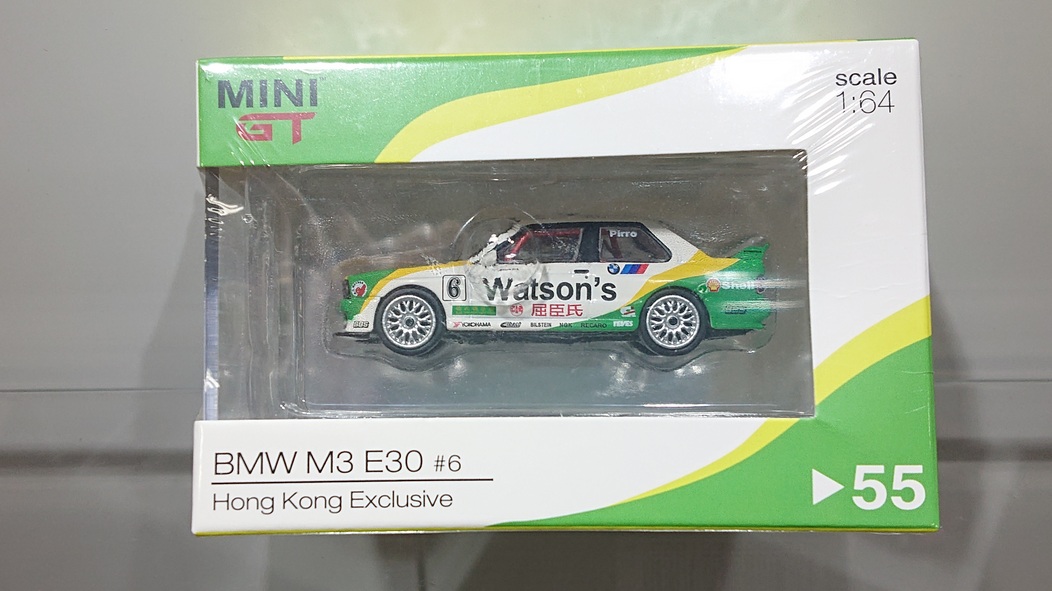 MINI
GT
scale
1:64
Pirro
6
Watson's
Shell
屈臣氏
BBS
YOKOHAMA
BILSTEIN
NGK
RECARO
BMW M3 E30 #6
Hong Kong Exclusive
55